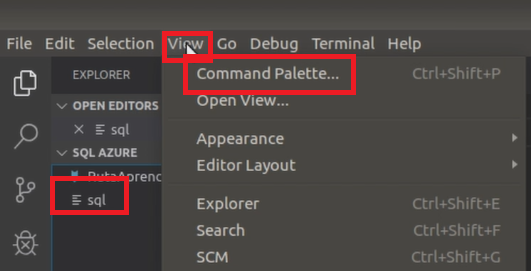 File Edit Selection View Go Debug Terminal Help
EXPLORER
OPEN EDITORS
sql
SQL AZURE
RutaAprenc
sql
Command Palette... Ctrl+Shift+P
Open View...
Appearance
Editor Layout
Explorer Ctrl+Shift+E
Search Ctrl+Shift+F
SCM Ctrl+Shift+G